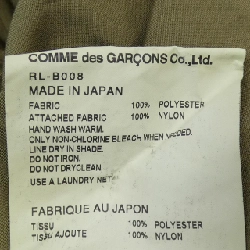 COMME des GARÇONS Co.,Ltd.
RL-B008
MADE IN JAPAN
FABRIC 100% POLYESTER
ATTACHED FABRIC 100% NYLON
HAND WASH WARM.
ONLY NON-CHLORINE BLEACH WHEN NEEDED.
LINE DRY IN SHADE.
DO NOT IRON.
DO NOT DRYCLEAN
USE A LAUNDRY NET
FABRIQUE AU JAPON
TISSU 100% POLYESTER
TISSU AJOUTE 100% NYLON